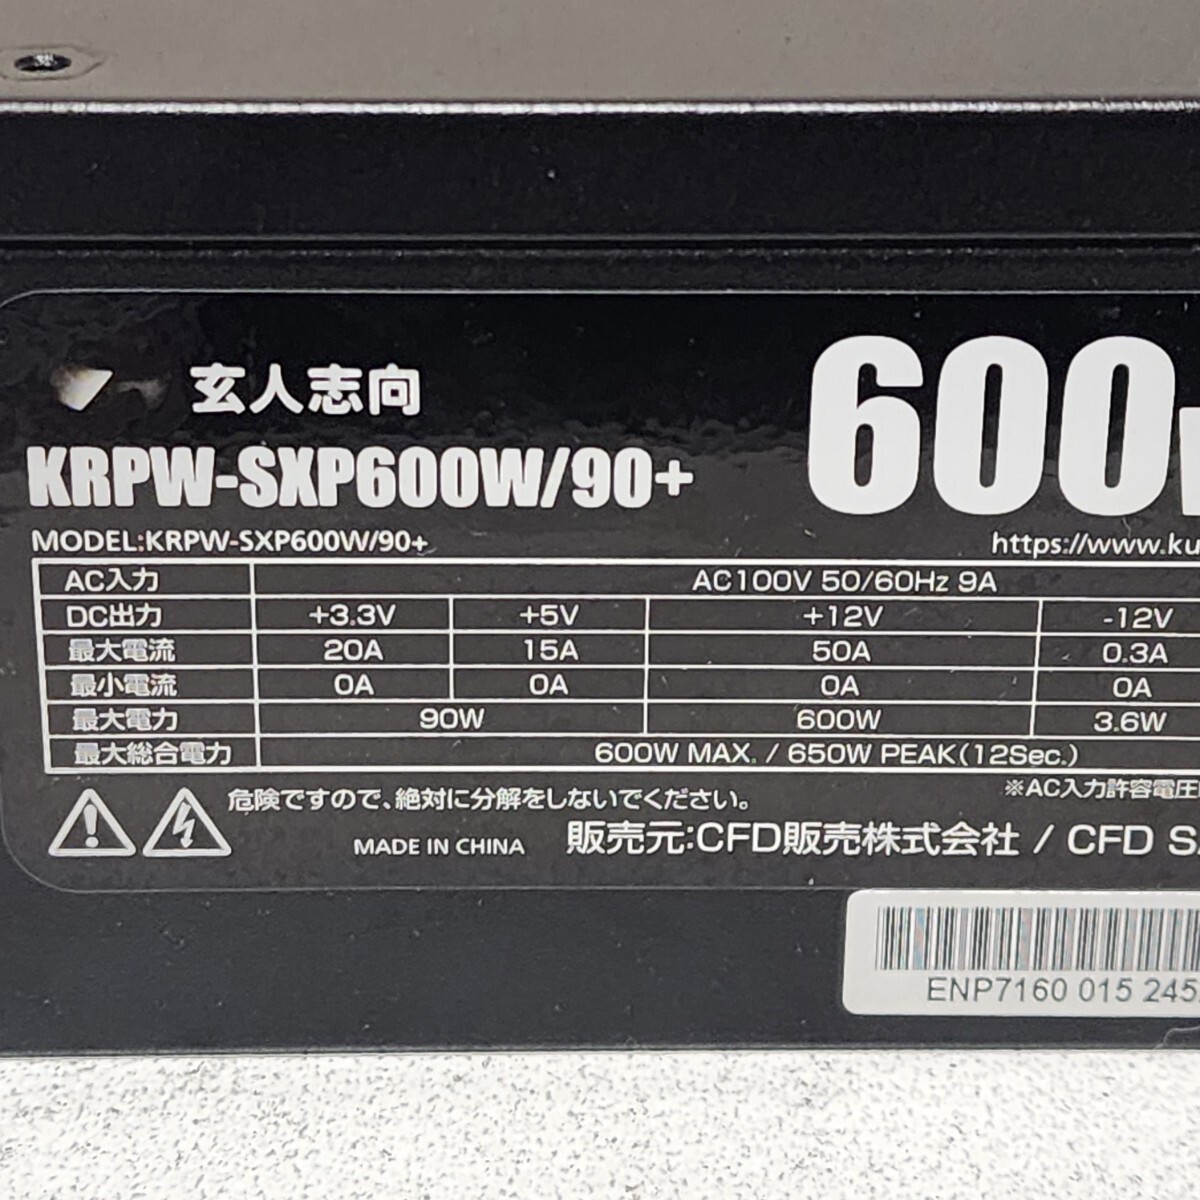 玄人志向
KRPW-SXP600W/90+
600
MODEL:KRPW-SXP600W/90+
https://www.ku
AC入力 AC100V 50/60Hz 9A
DC出力 +3.3V +5V +12V -12V
最大電流 20A 15A 50A 0.3A
最小電流 0A 0A 0A 0A
最大電力 90W 600W 3.6W
最大総合電力 600W MAX. / 650W PEAK(12Sec.)
※AC入力許容電圧
危険ですので、絶対に分解をしないでください。
MADE IN CHINA
販売元:CFD販売株式会社 / CFD SA
ENP7160 015 245